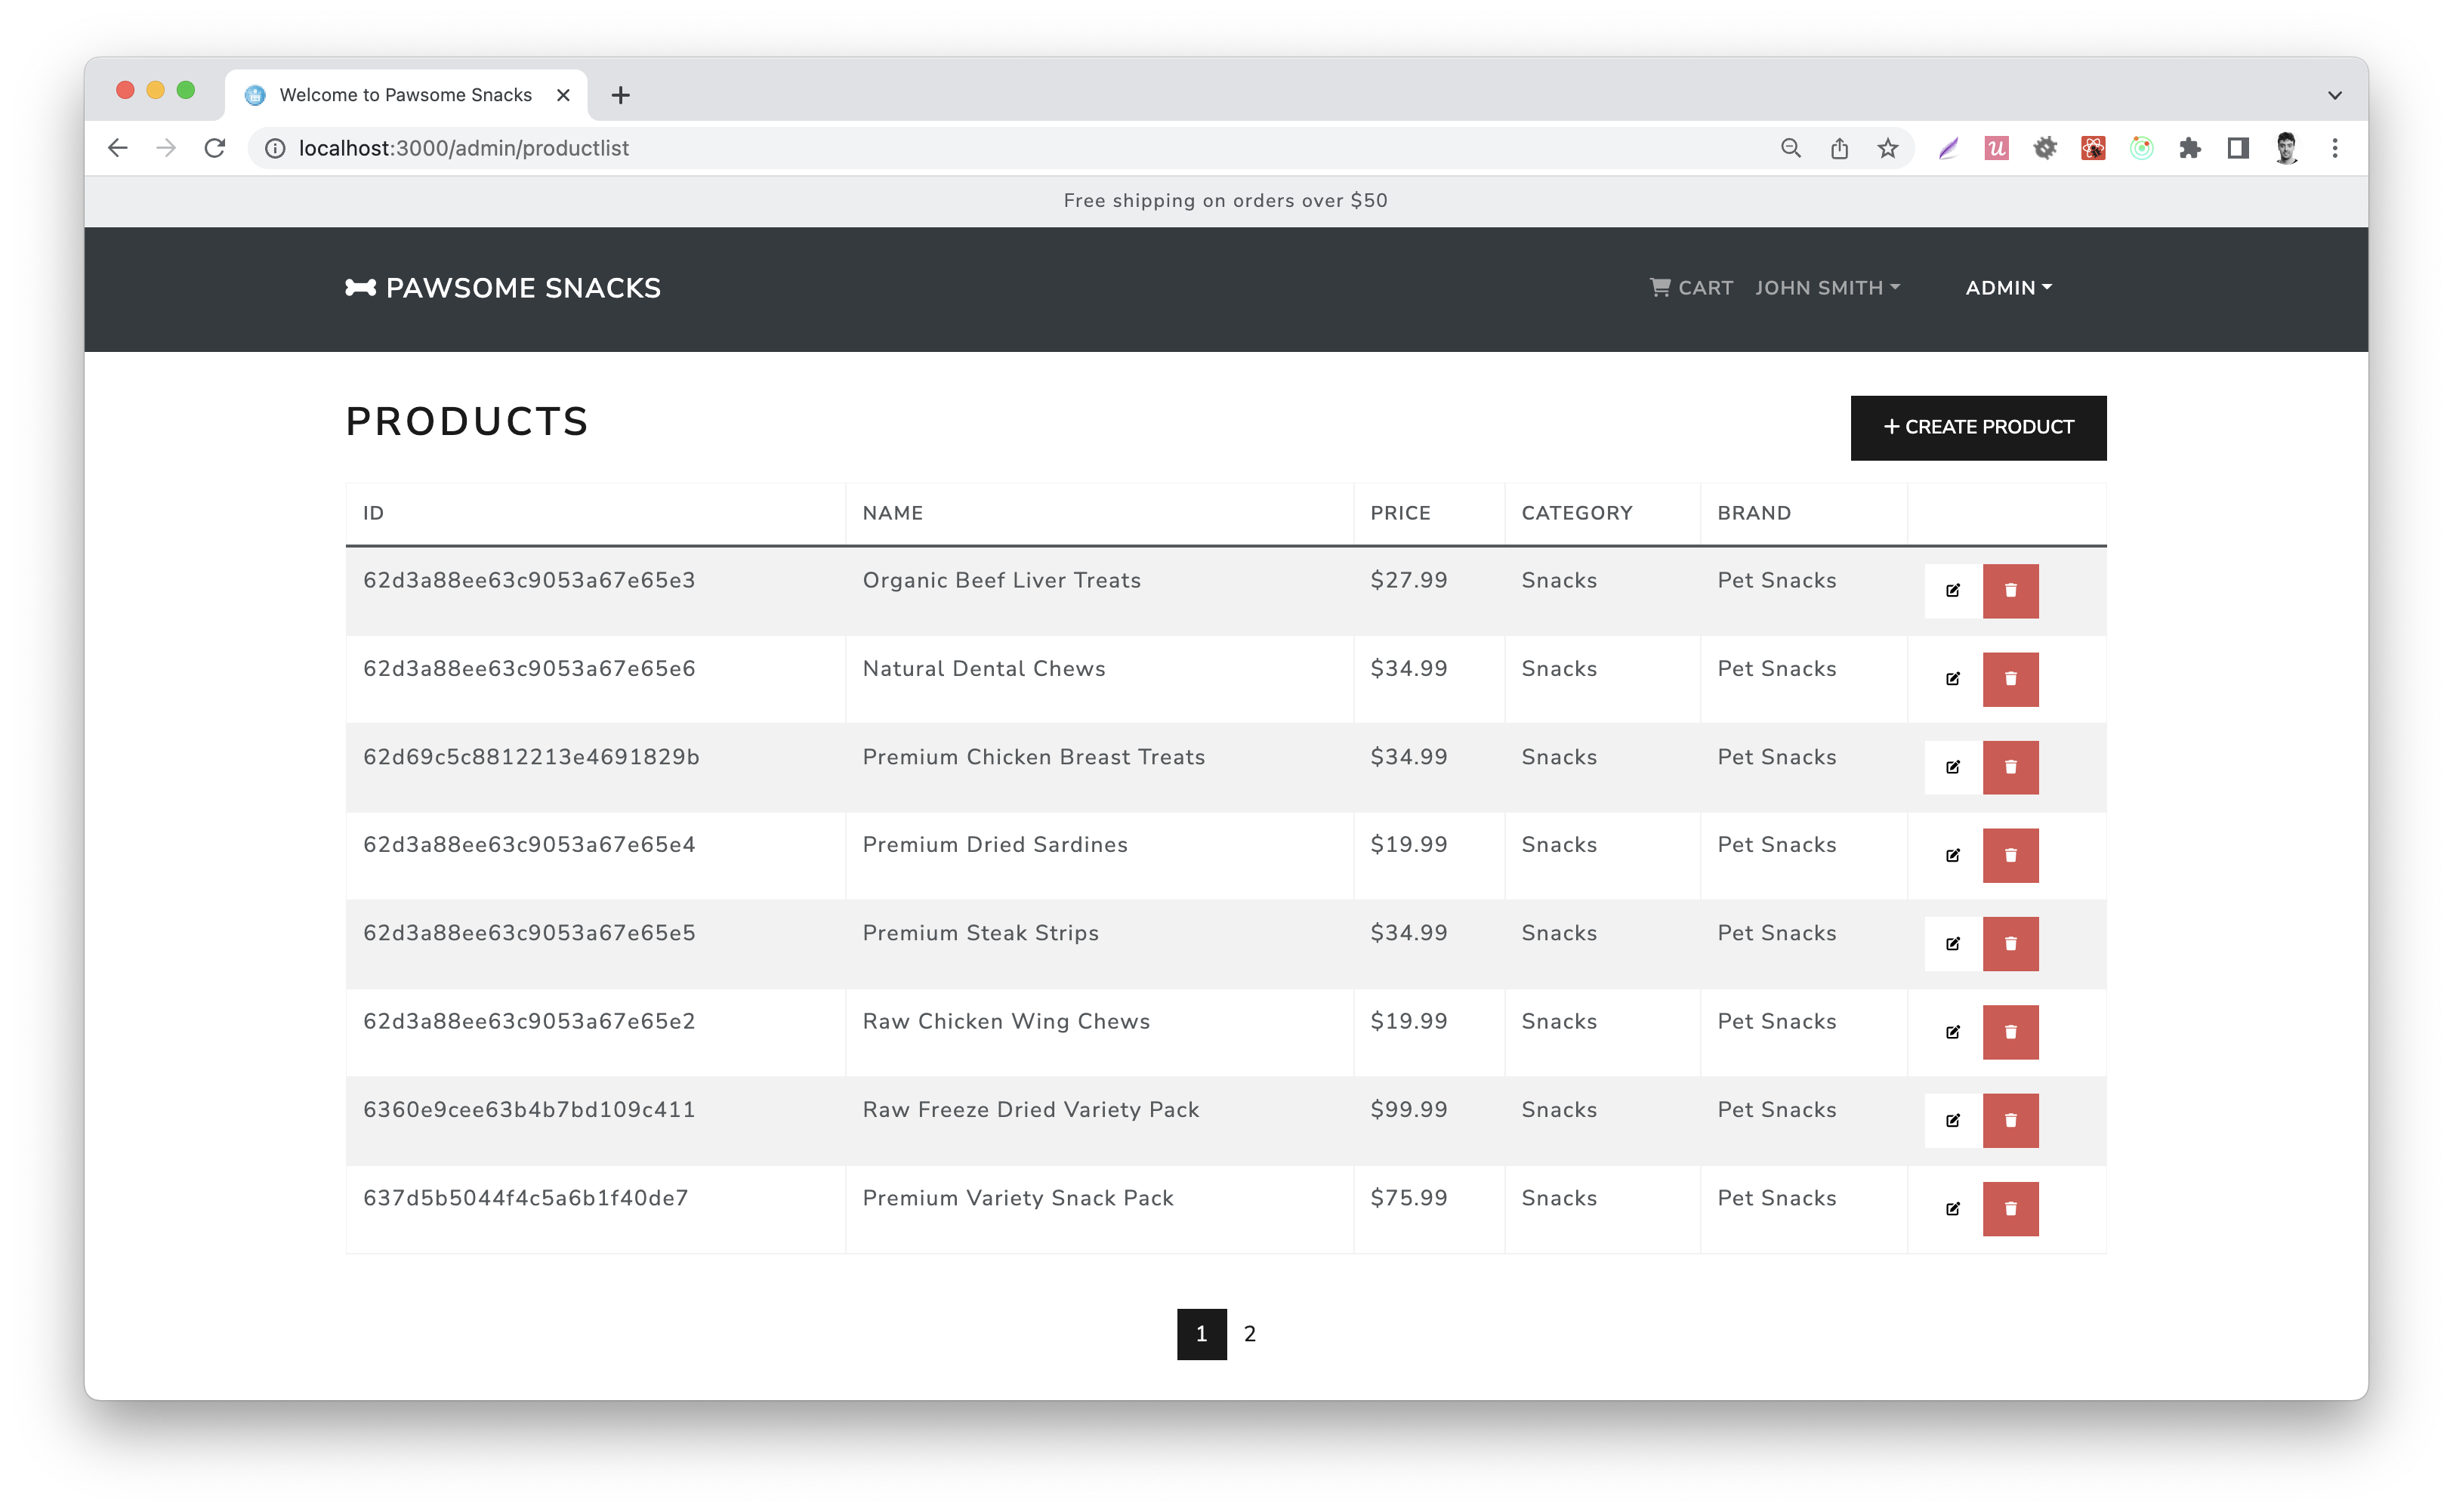 Welcome to Pawsome Snacks
localhost:3000/admin/productlist
Free shipping on orders over $50
PAWSOME SNACKS CART JOHN SMITH ADMIN
PRODUCTS + CREATE PRODUCT
ID NAME PRICE CATEGORY BRAND
62d3a88ee63c9053a67e65e3 Organic Beef Liver Treats $27.99 Snacks Pet Snacks
62d3a88ee63c9053a67e65e6 Natural Dental Chews $34.99 Snacks Pet Snacks
62d69c5c8812213e4691829b Premium Chicken Breast Treats $34.99 Snacks Pet Snacks
62d3a88ee63c9053a67e65e4 Premium Dried Sardines $19.99 Snacks Pet Snacks
62d3a88ee63c9053a67e65e5 Premium Steak Strips $34.99 Snacks Pet Snacks
62d3a88ee63c9053a67e65e2 Raw Chicken Wing Chews $19.99 Snacks Pet Snacks
6360e9cee63b4b7bd109c411 Raw Freeze Dried Variety Pack $99.99 Snacks Pet Snacks
637d5b5044f4c5a6b1f40de7 Premium Variety Snack Pack $75.99 Snacks Pet Snacks
1 2